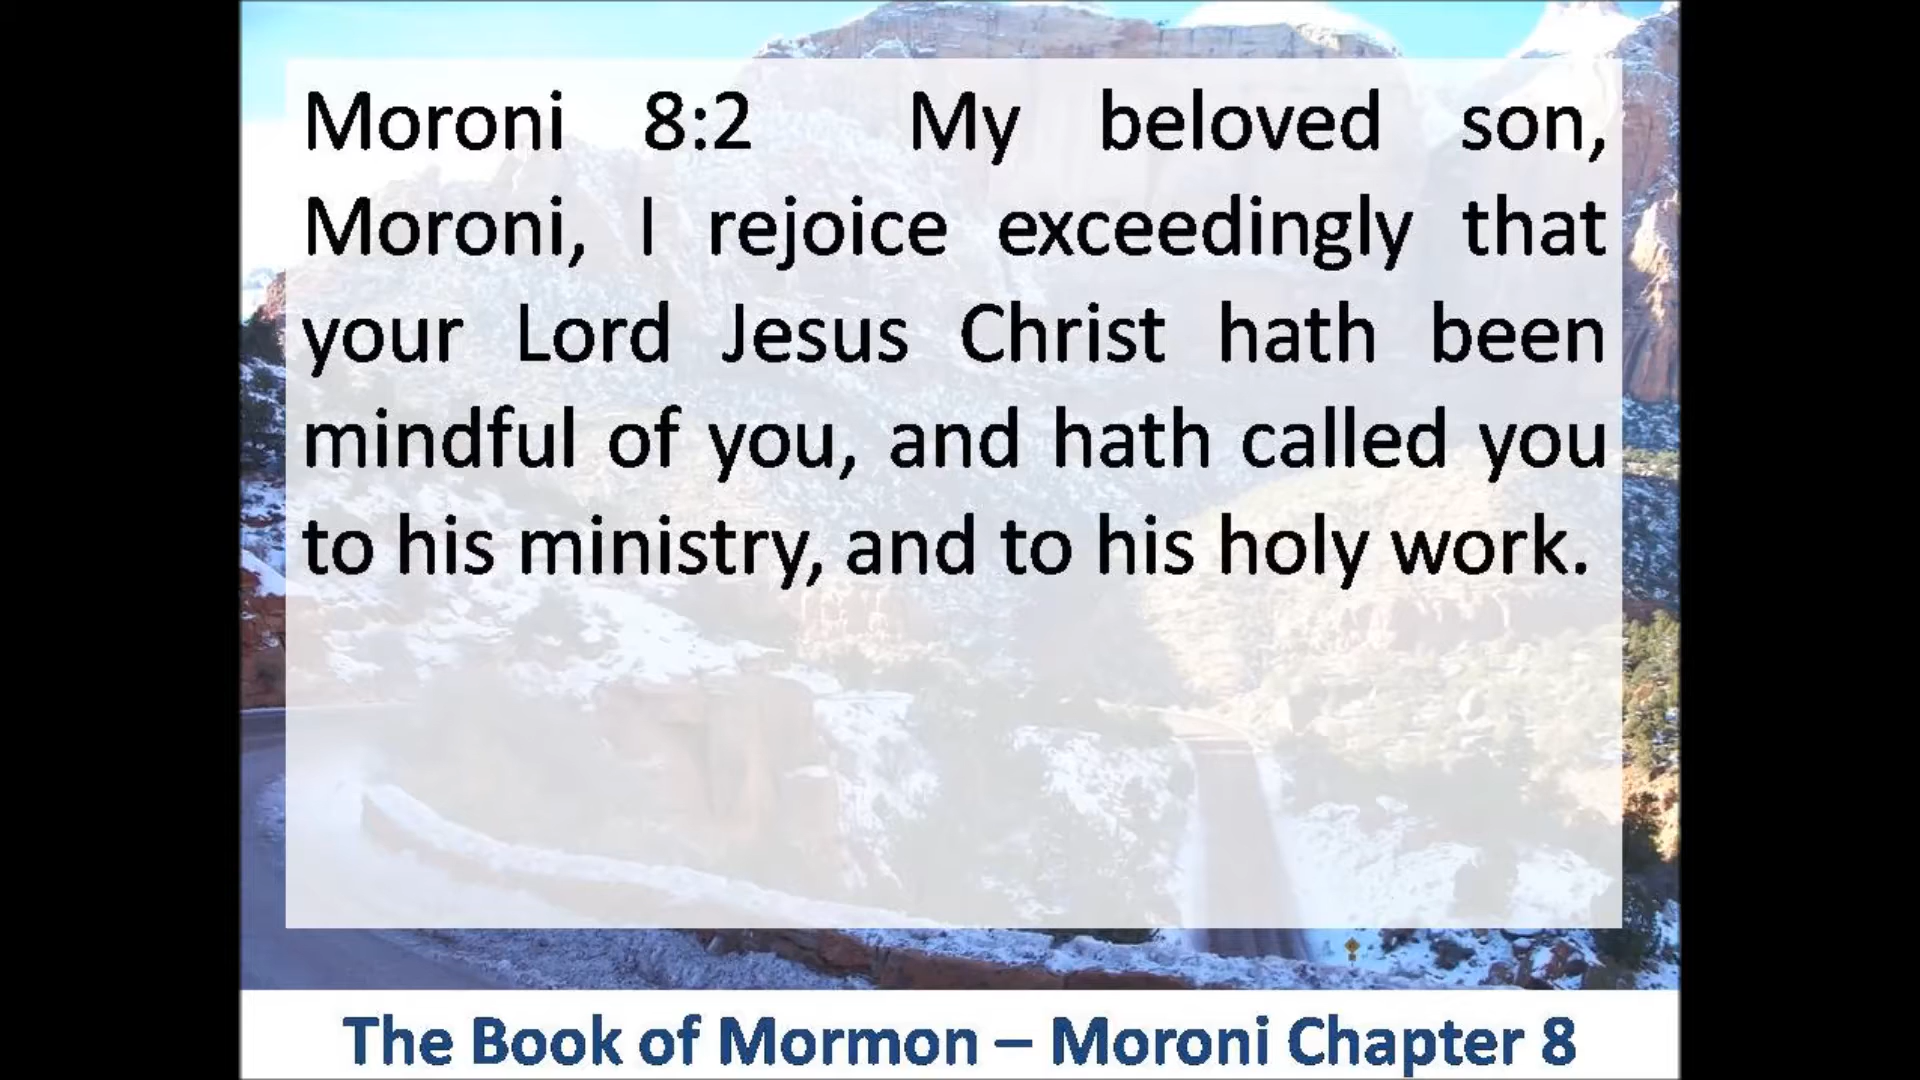 Moroni 8:2 My beloved son,
Moroni, I rejoice exceedingly that
your Lord Jesus Christ hath been
mindful of you, and hath called you
to his ministry, and to his holy work.
The Book of Mormon – Moroni Chapter 8